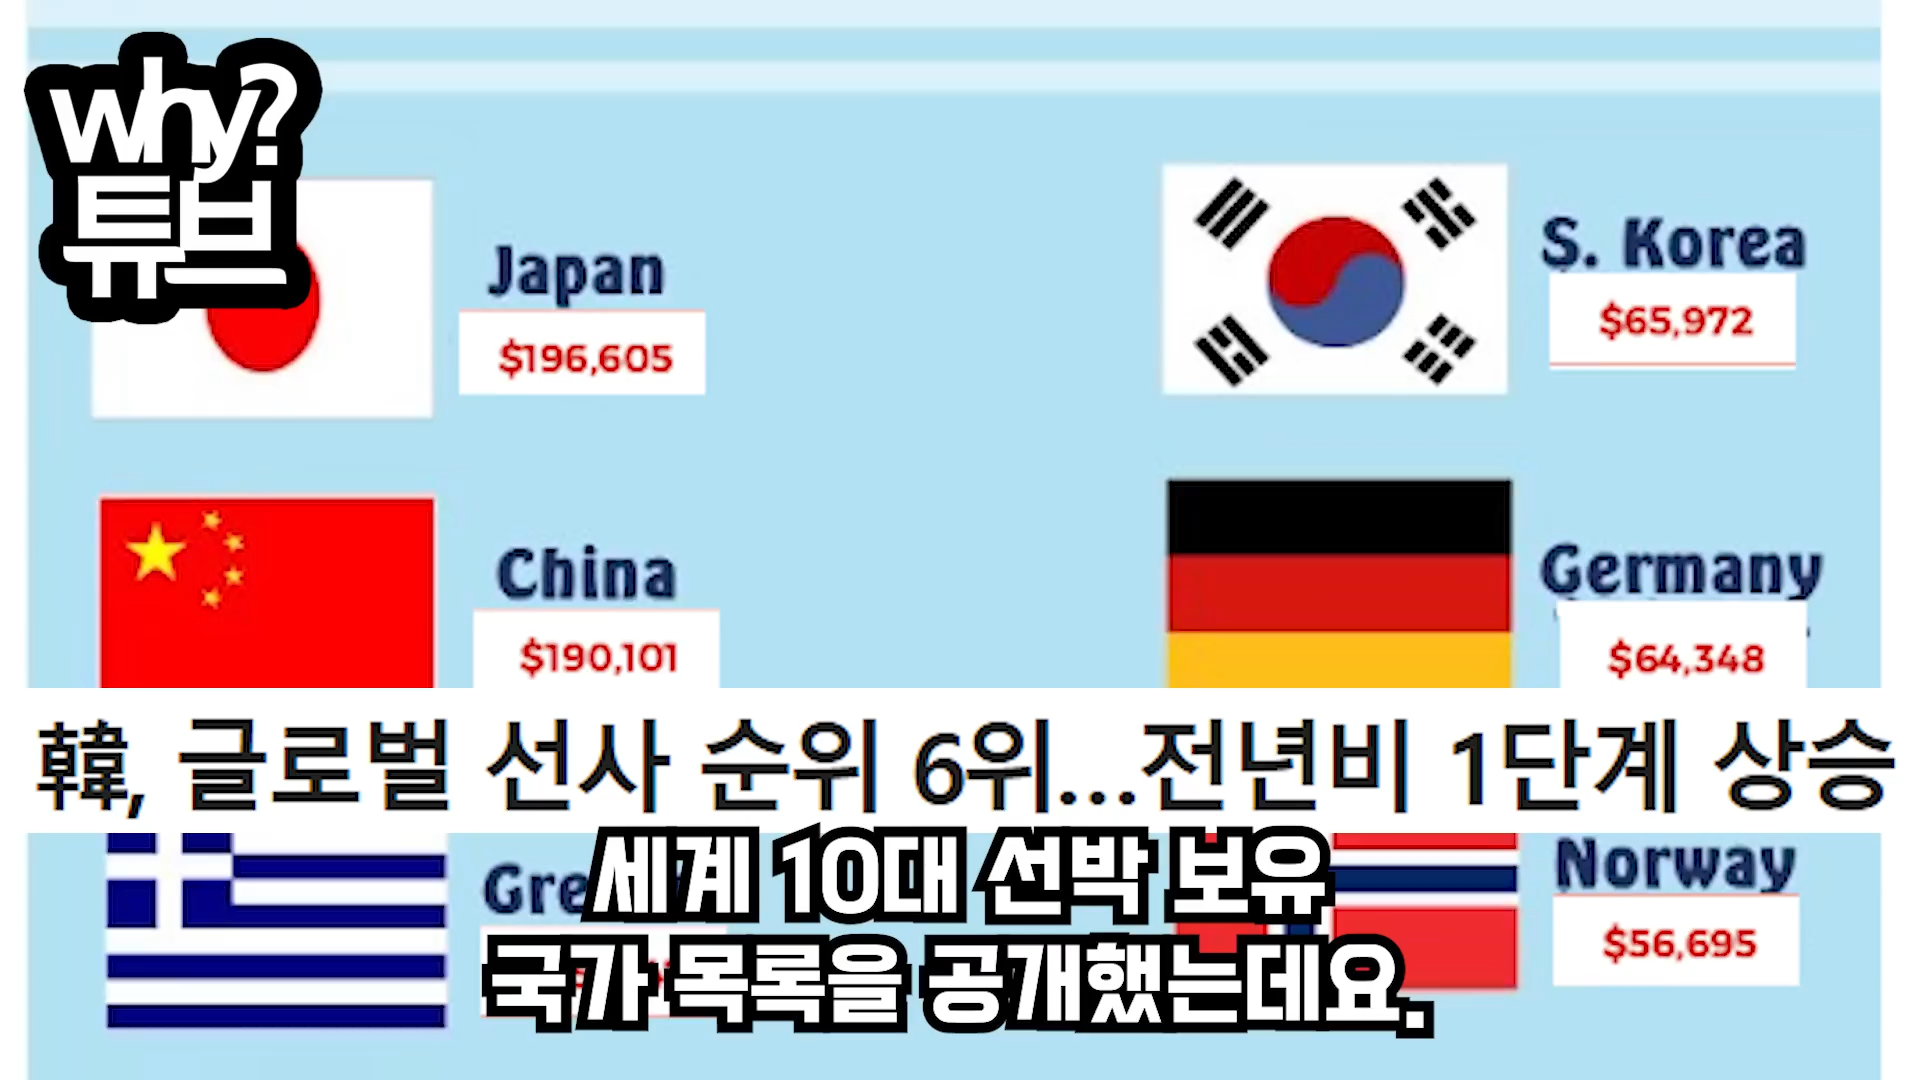 why?
튜브
Japan
$196,605
S. Korea
$65,972
China
$190,101
Germany
$64,348
韓, 글로벌 선사 순위 6위...전년비 1단계 상승
Norway
$56,695
세계 10대 선박 보유
국가 목록을 공개했는데요.